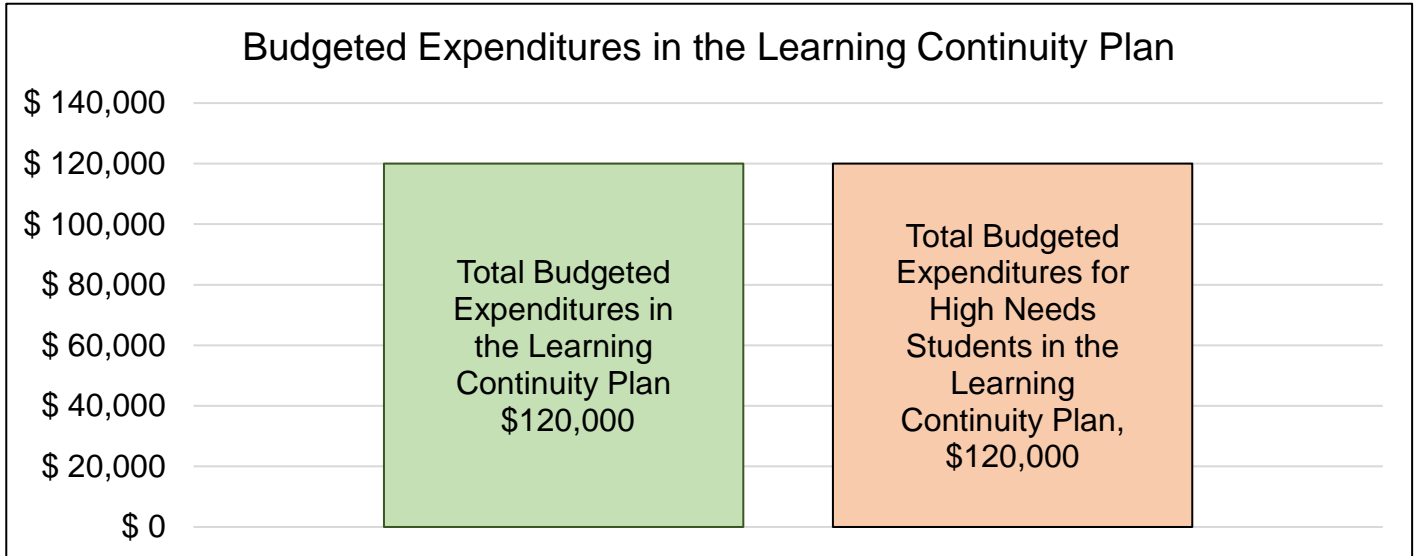 Budgeted Expenditures in the Learning Continuity Plan
$ 140,000
$ 120,000
$ 100,000
$ 80,000
$ 60,000
$ 40,000
$ 20,000
$ 0
Total Budgeted
Expenditures in
the Learning
Continuity Plan
$120,000
Total Budgeted
Expenditures for
High Needs
Students in the
Learning
Continuity Plan,
$120,000